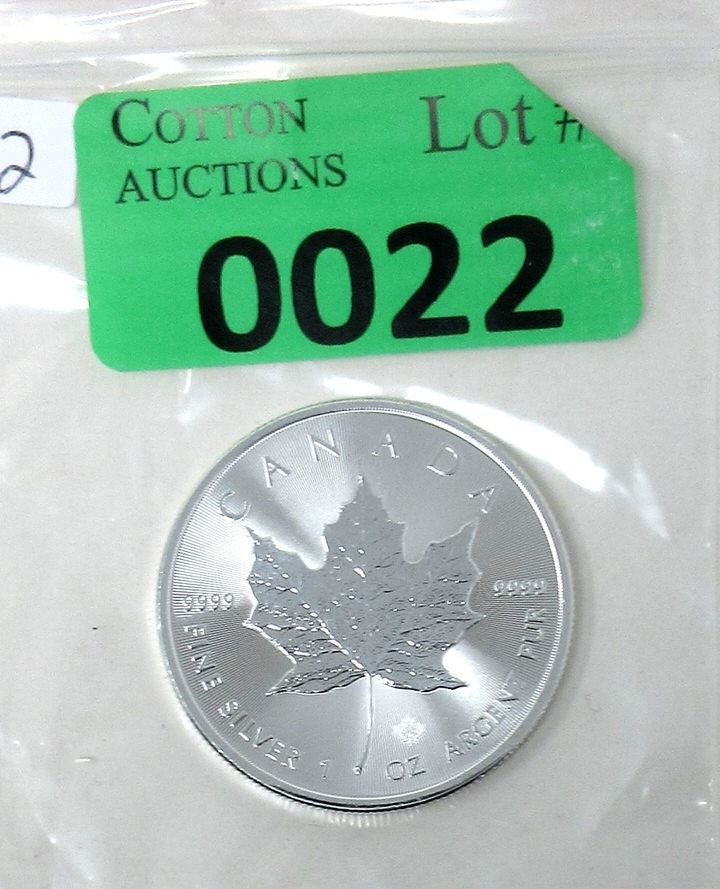 2
COTTON
AUCTIONS
Lot #
0022
CANADA
9999
9999
FINE SILVER 1 OZ ARGENT PUR